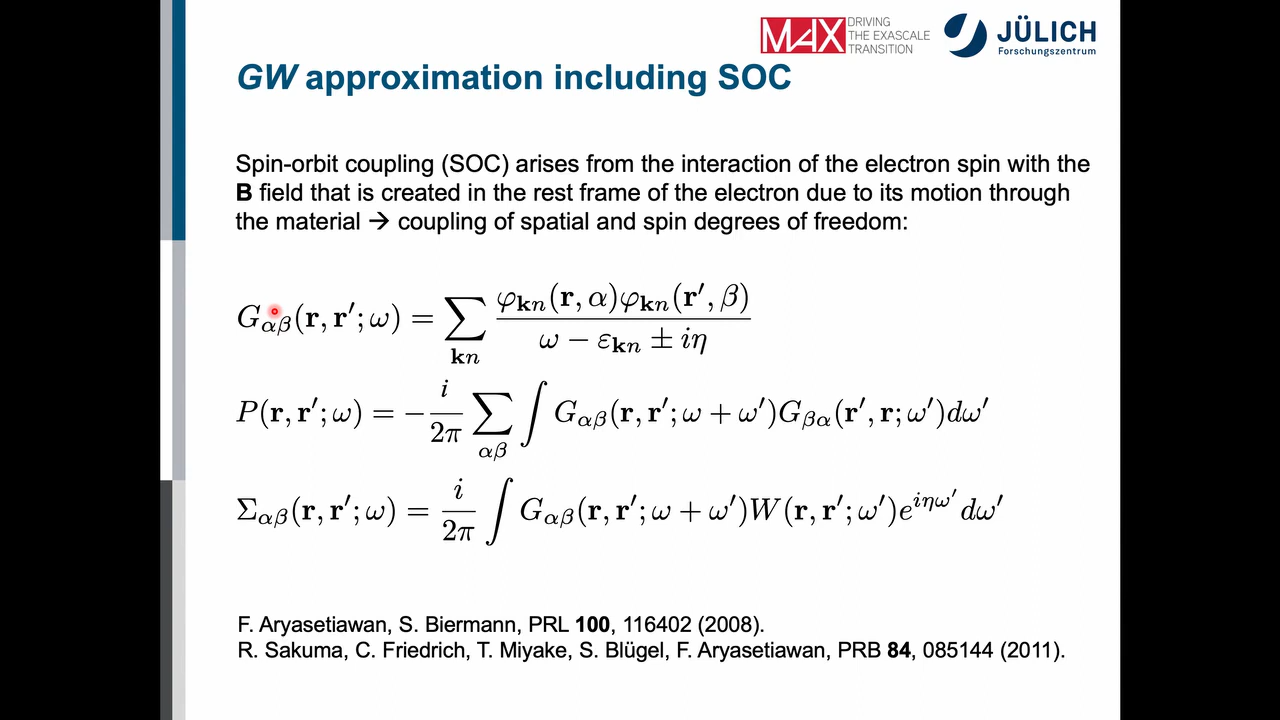 MAX DRIVING THE EXASCALE TRANSITION
JÜLICH Forschungszentrum
GW approximation including SOC
Spin-orbit coupling (SOC) arises from the interaction of the electron spin with the
B field that is created in the rest frame of the electron due to its motion through
the material → coupling of spatial and spin degrees of freedom:
G_{αβ}(r, r′; ω) = ∑_{kn} φ_{kn}(r, α)φ_{kn}(r′, β) / (ω − ε_{kn} ± iη)
P(r, r′; ω) = −i/2π ∑_{αβ} ∫ G_{αβ}(r, r′; ω + ω′)G_{βα}(r′, r; ω′)dω′
Σ_{αβ}(r, r′; ω) = i/2π ∫ G_{αβ}(r, r′; ω + ω′)W(r, r′; ω′)e^{iηω′}dω′
F. Aryasetiawan, S. Biermann, PRL 100, 116402 (2008).
R. Sakuma, C. Friedrich, T. Miyake, S. Blügel, F. Aryasetiawan, PRB 84, 085144 (2011).